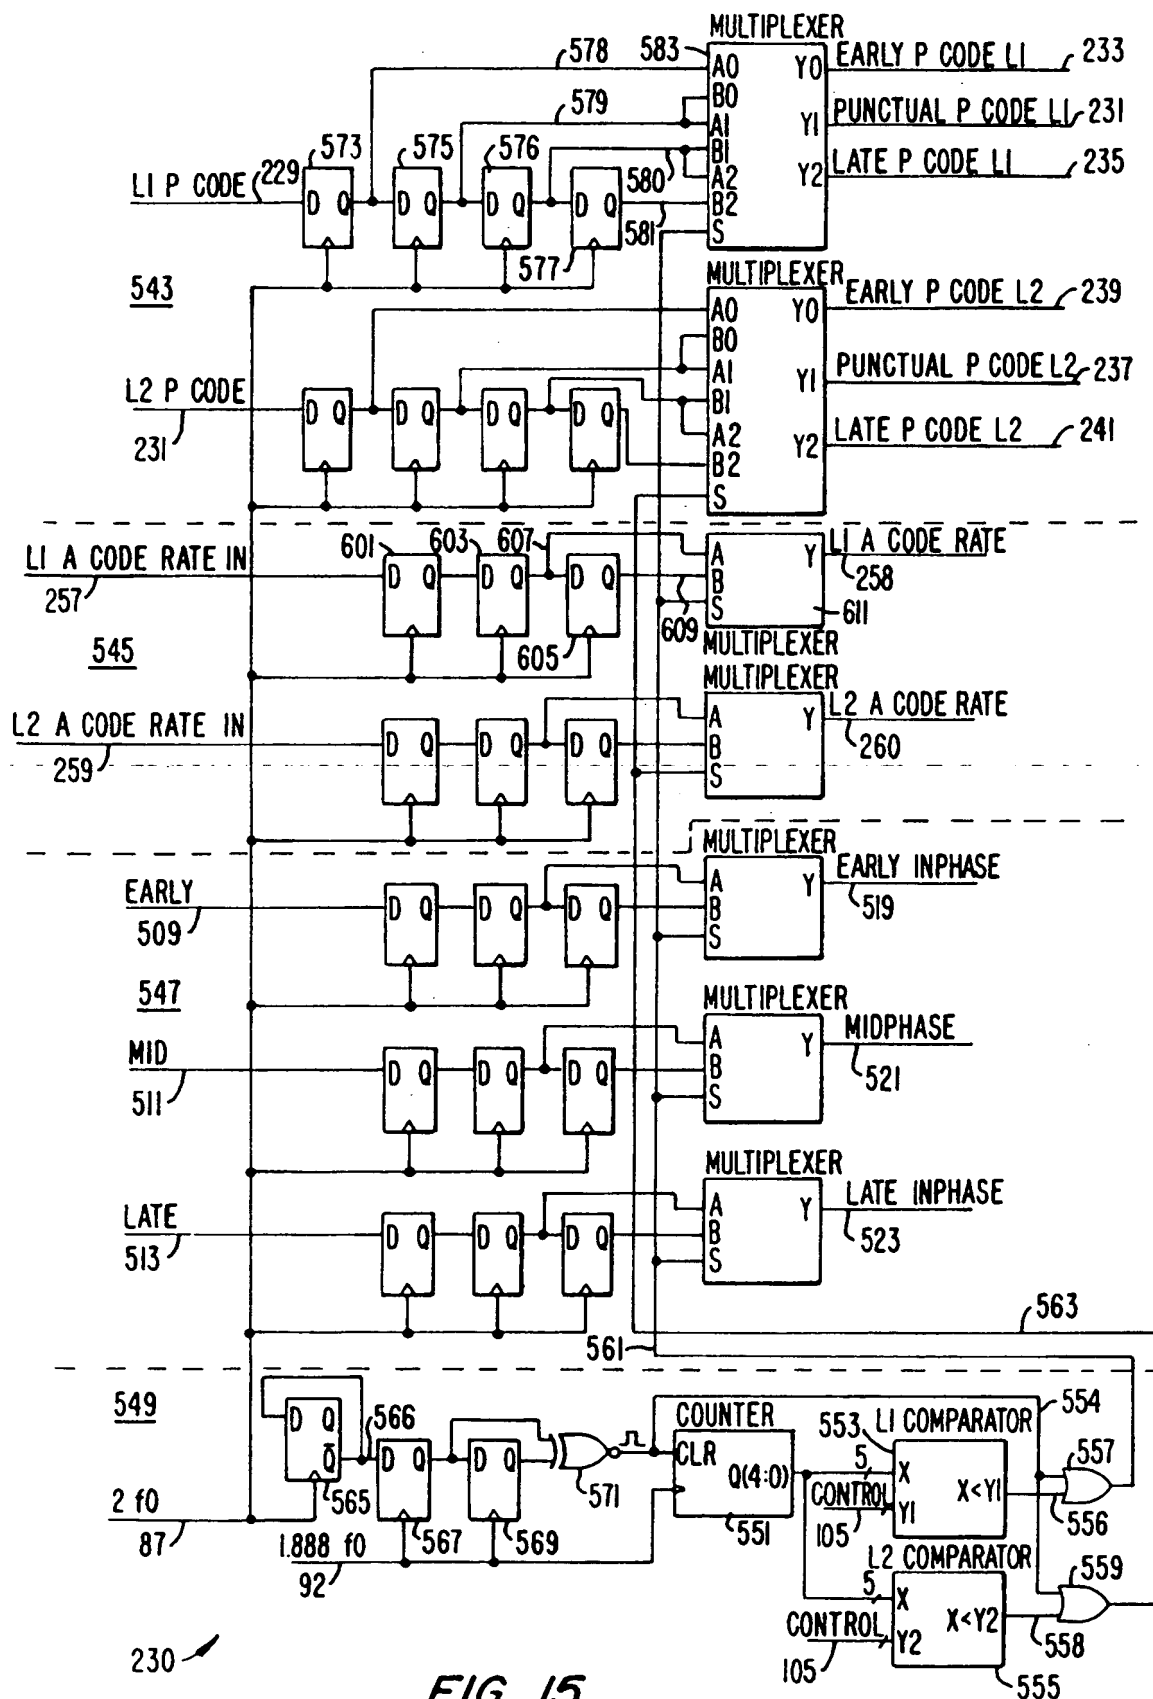 MULTIPLEXER
578 583 A0 Y0 EARLY P CODE L1 233
B0
579 A1 Y1 PUNCTUAL P CODE L1 231
573 575 576 B1
580 A2 Y2 LATE P CODE L1 235
L1 P CODE 229 D Q D Q D Q D Q B2
581 S
577
543
MULTIPLEXER
A0 Y0 EARLY P CODE L2 239
B0
A1 Y1 PUNCTUAL P CODE L2 237
L2 P CODE D Q D Q D Q D Q B1
231 A2 Y2 LATE P CODE L2 241
B2
S
601 603 607 A Y L1 A CODE RATE
L1 A CODE RATE IN D Q D Q D Q B 258
257 609 S 611
605
MULTIPLEXER
545
MULTIPLEXER
A Y L2 A CODE RATE
L2 A CODE RATE IN D Q D Q D Q B 260
259 S
MULTIPLEXER
A Y EARLY INPHASE
EARLY D Q D Q D Q B 519
509 S
547
MULTIPLEXER
A Y MIDPHASE
MID D Q D Q D Q B 521
511 S
MULTIPLEXER
A Y LATE INPHASE
LATE D Q D Q D Q B 523
513 S
563
561
549
D Q COUNTER 553 L1 COMPARATOR 554
Q 566 D Q D Q CLR 5 X 557
565 571 Q(4:0) X<Y1
2 f0 CONTROL Y1 556
87 567 569 551 105
1.888 f0 L2 COMPARATOR 559
92 5 X
CONTROL X<Y2
Y2 558
230 105 555
FIG. 15